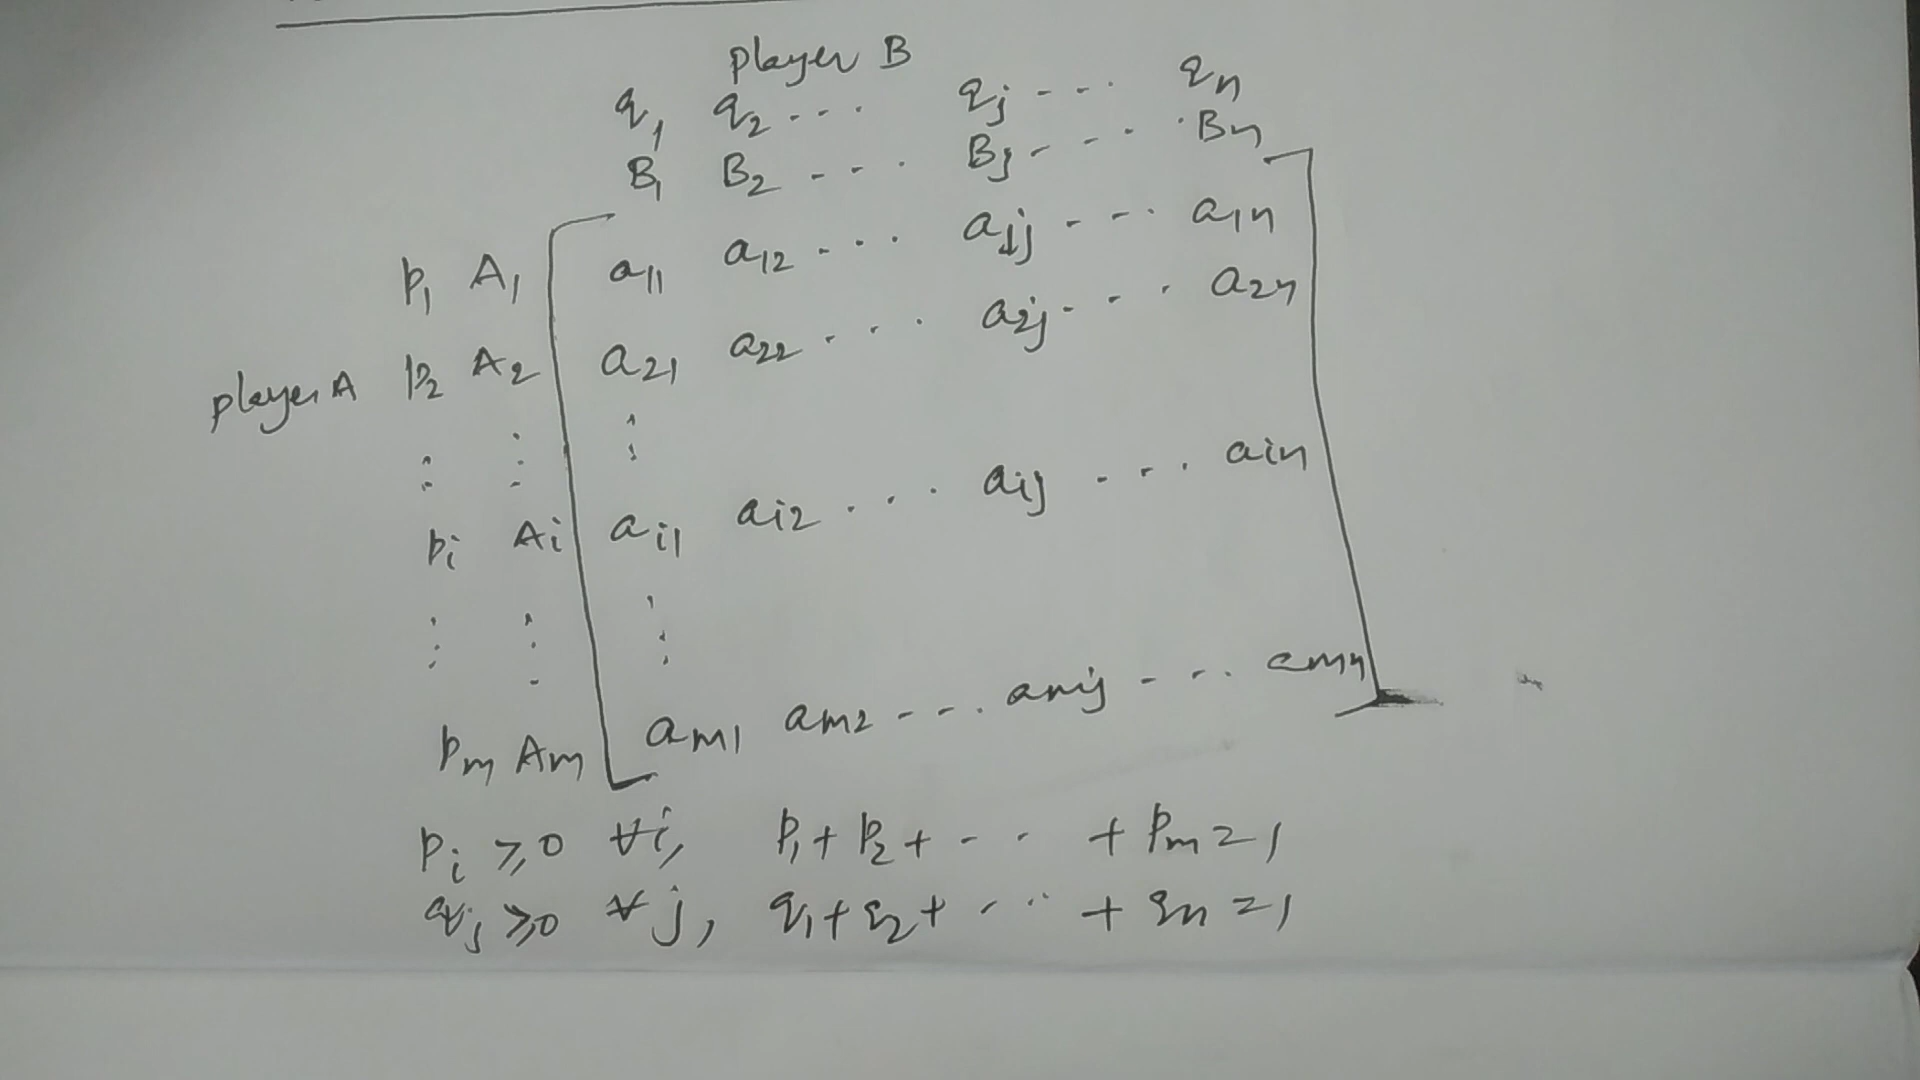 player B
q1 q2 ... qj ... qn
B1 B2 ... Bj ... Bn
p1 A1 a11 a12 ... a1j ... a1n
player A p2 A2 a21 a22 ... a2j ... a2n
⋮ ⋮ ⋮
pi Ai ai1 ai2 ... aij ... ain
⋮ ⋮ ⋮
pm Am am1 am2 ... amj ... amn
pi ≥ 0 ∀i, p1 + p2 + ... + pm = 1
qj ≥ 0 ∀j, q1 + q2 + ... + qn = 1